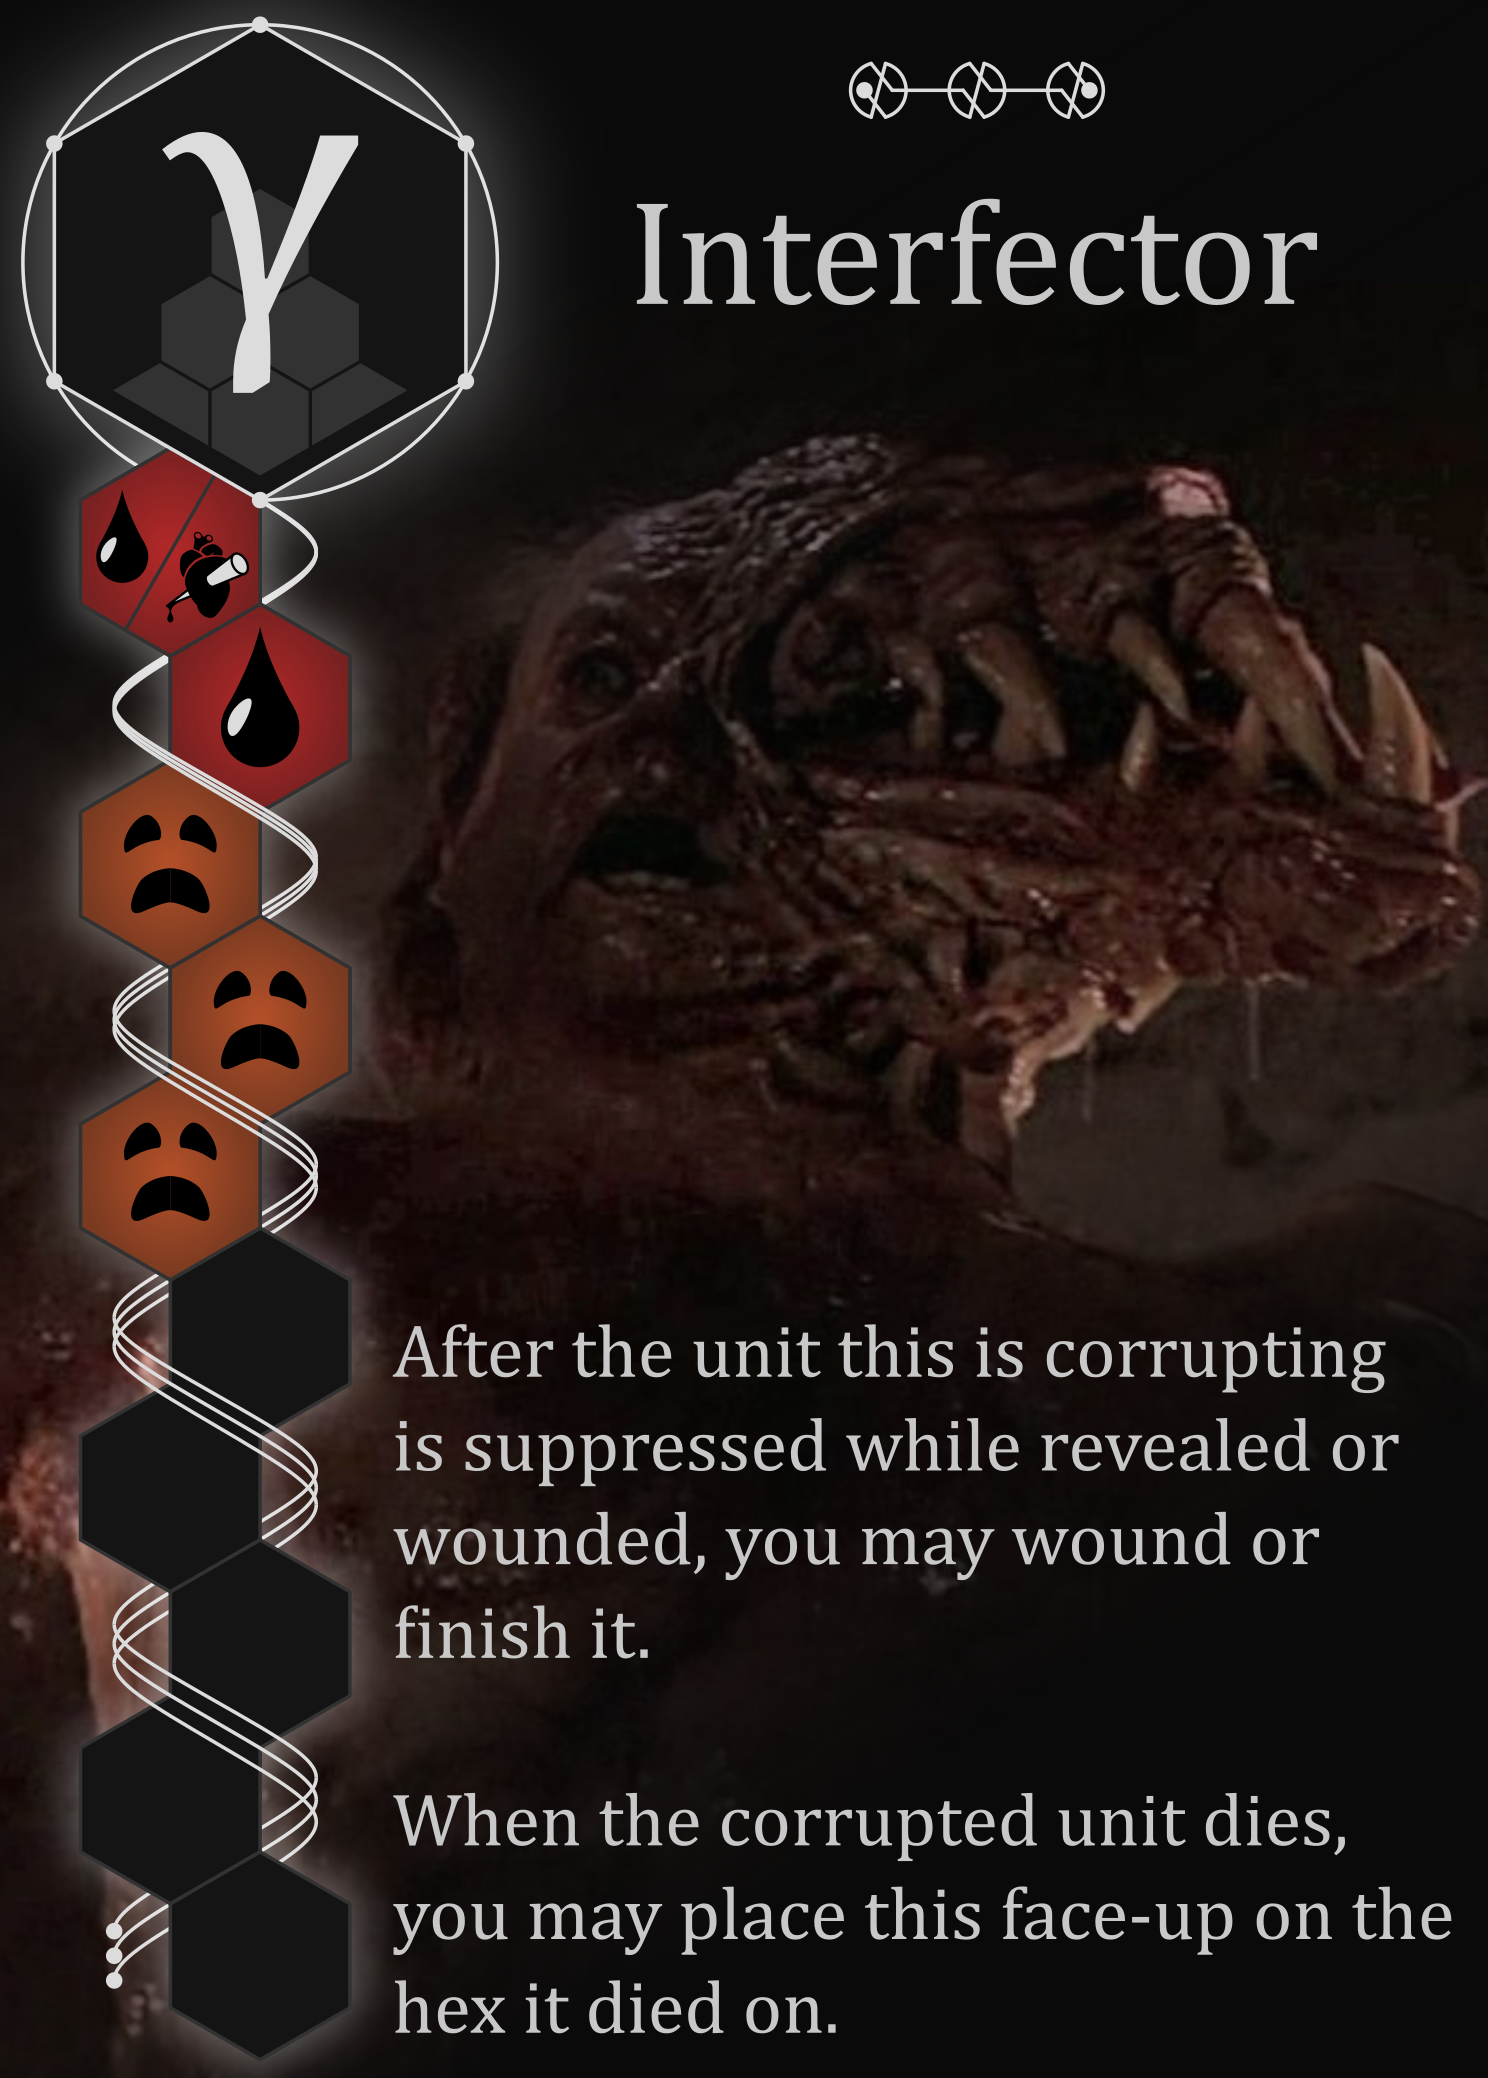 γ
Interfector
After the unit this is corrupting
is suppressed while revealed or
wounded, you may wound or
finish it.
When the corrupted unit dies,
you may place this face-up on the
hex it died on.